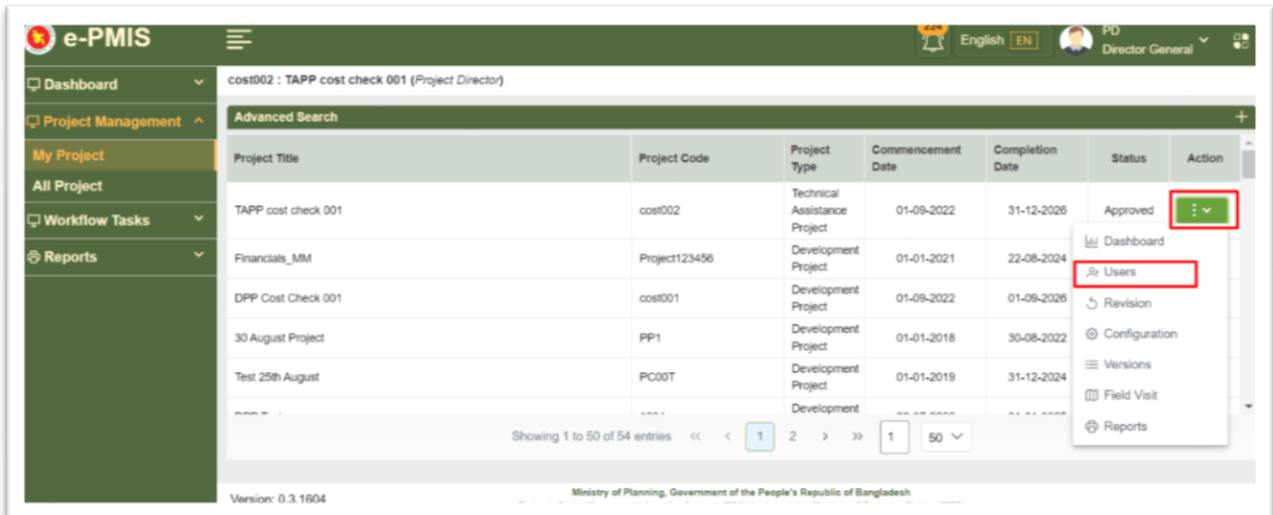 e-PMIS
224
English EN
PD
Director General
Dashboard
Project Management
My Project
All Project
Workflow Tasks
Reports
cost002 : TAPP cost check 001 (Project Director)
Advanced Search
Project Title Project Code Project Type Commencement Date Completion Date Status Action
TAPP cost check 001 cost002 Technical Assistance Project 01-09-2022 31-12-2026 Approved
Financials_MM Project123456 Development Project 01-01-2021 22-08-2024
DPP Cost Check 001 cost001 Development Project 01-09-2022 01-09-2026
30 August Project PP1 Development Project 01-01-2018 30-08-2022
Test 25th August PC00T Development Project 01-01-2019 31-12-2024
Development
Dashboard
Users
Revision
Configuration
Versions
Field Visit
Reports
Showing 1 to 50 of 54 entries << < 1 2 > >> 1 50
Version: 0.3.1604
Ministry of Planning, Government of the People's Republic of Bangladesh